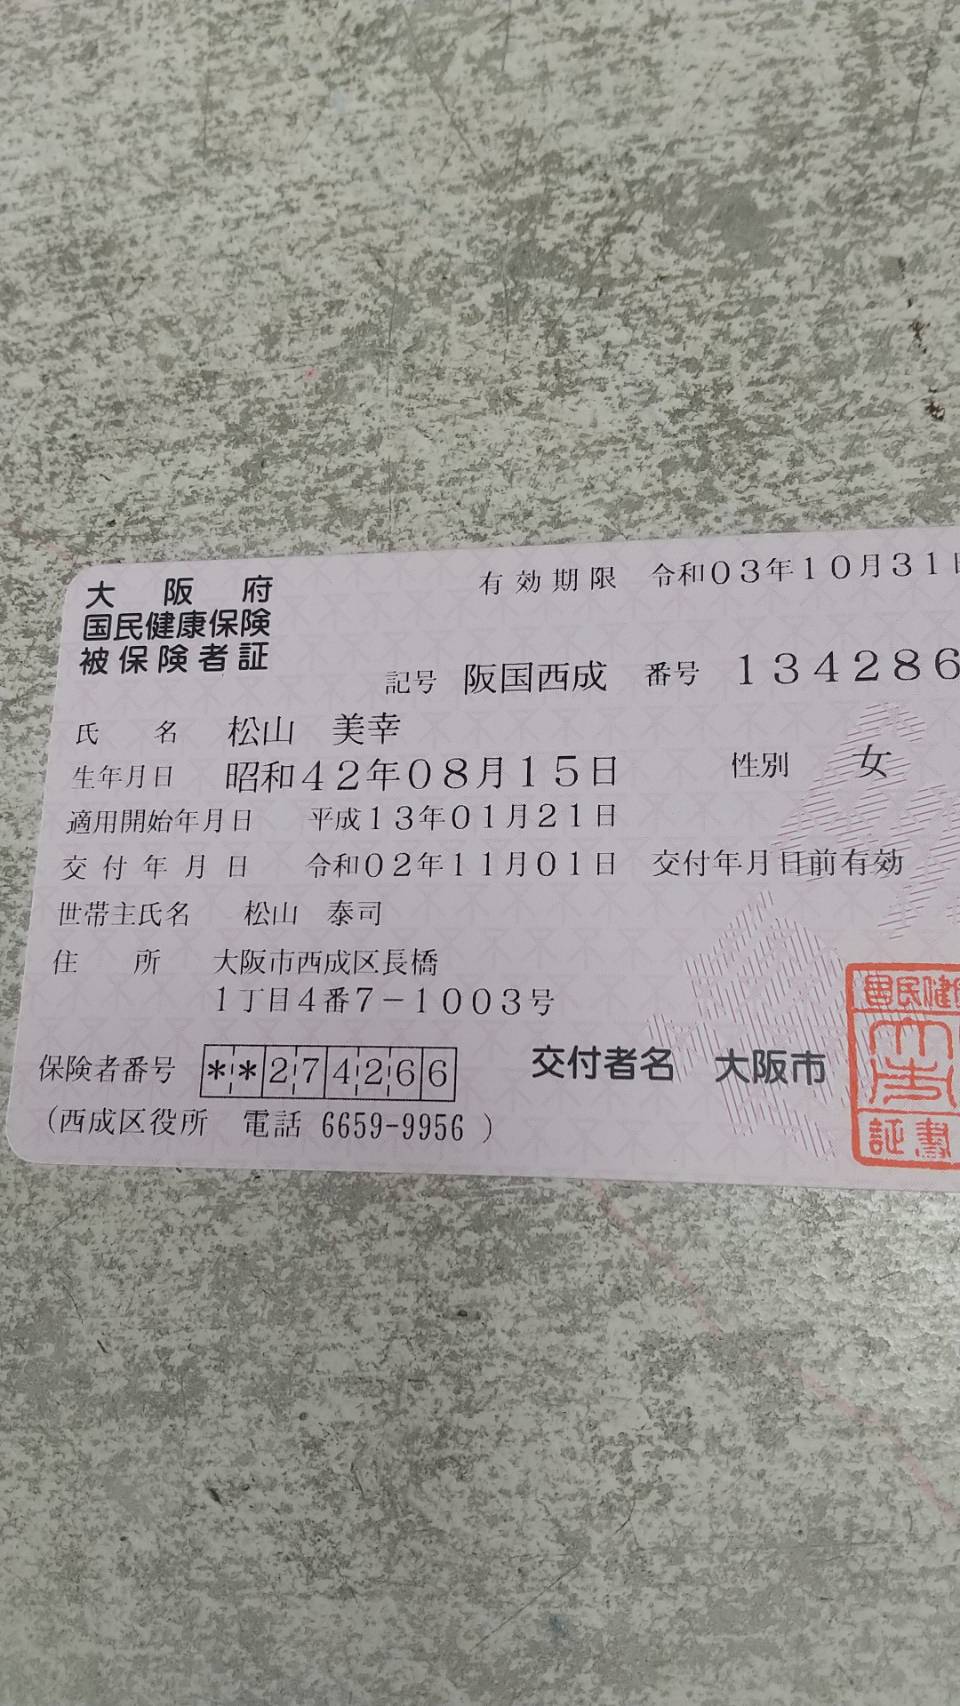 大阪府
国民健康保険
被保険者証
有効期限 令和03年10月31日
記号 阪国西成 番号 134286
氏名 松山 美幸
生年月日 昭和42年08月15日 性別 女
適用開始年月日 平成13年01月21日
交付年月日 令和02年11月01日 交付年月日前有効
世帯主氏名 松山 泰司
住所 大阪市西成区長橋
1丁目4番7-1003号
保険者番号 **274266
交付者名 大阪市
(西成区役所 電話 6659-9956 )